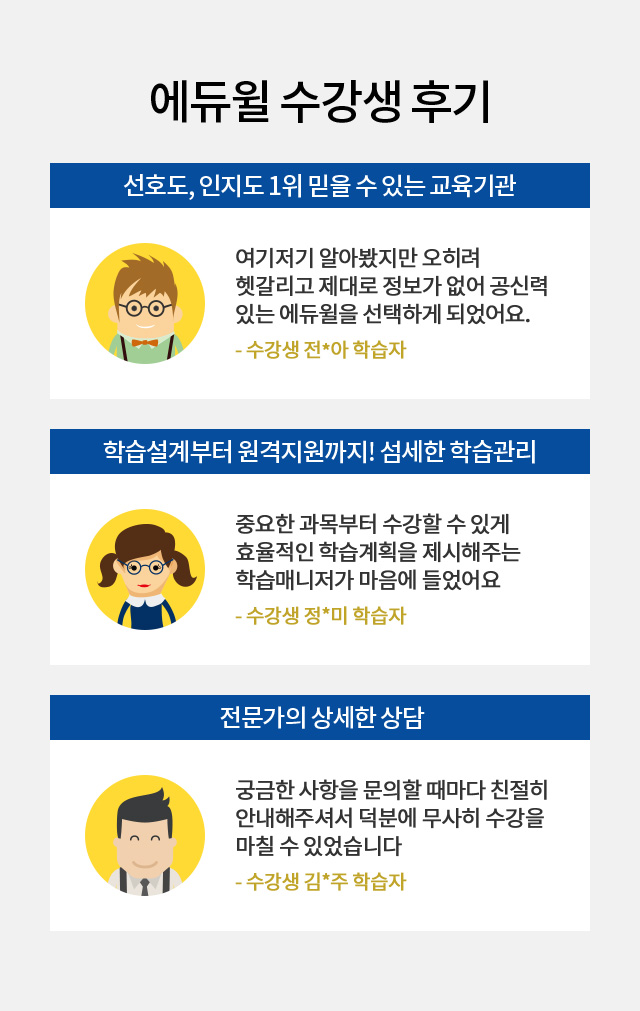 에듀윌 수강생 후기
선호도, 인지도 1위 믿을 수 있는 교육기관
여기저기 알아봤지만 오히려
헷갈리고 제대로 정보가 없어 공신력
있는 에듀윌을 선택하게 되었어요.
- 수강생 전*아 학습자
학습설계부터 원격지원까지! 섬세한 학습관리
중요한 과목부터 수강할 수 있게
효율적인 학습계획을 제시해주는
학습매니저가 마음에 들었어요
- 수강생 정*미 학습자
전문가의 상세한 상담
궁금한 사항을 문의할 때마다 친절히
안내해주셔서 덕분에 무사히 수강을
마칠 수 있었습니다
- 수강생 김*주 학습자